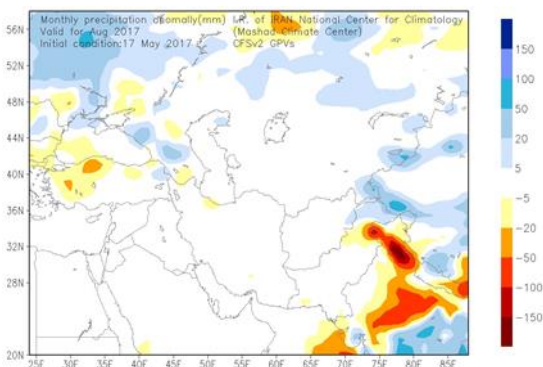 Monthly precipitation anomaly(mm) I.R. of IRAN National Center for Climatology
Valid for Aug 2017 (Mashad Climate Center)
Initial condition:17 May 2017 CFSv2 GPVs
56N
52N
48N
44N
40N
36N
32N
28N
24N
20N
25E 30E 35E 40E 45E 50E 55E 60E 65E 70E 75E 80E 85E
150
100
50
20
5
-5
-20
-50
-100
-150